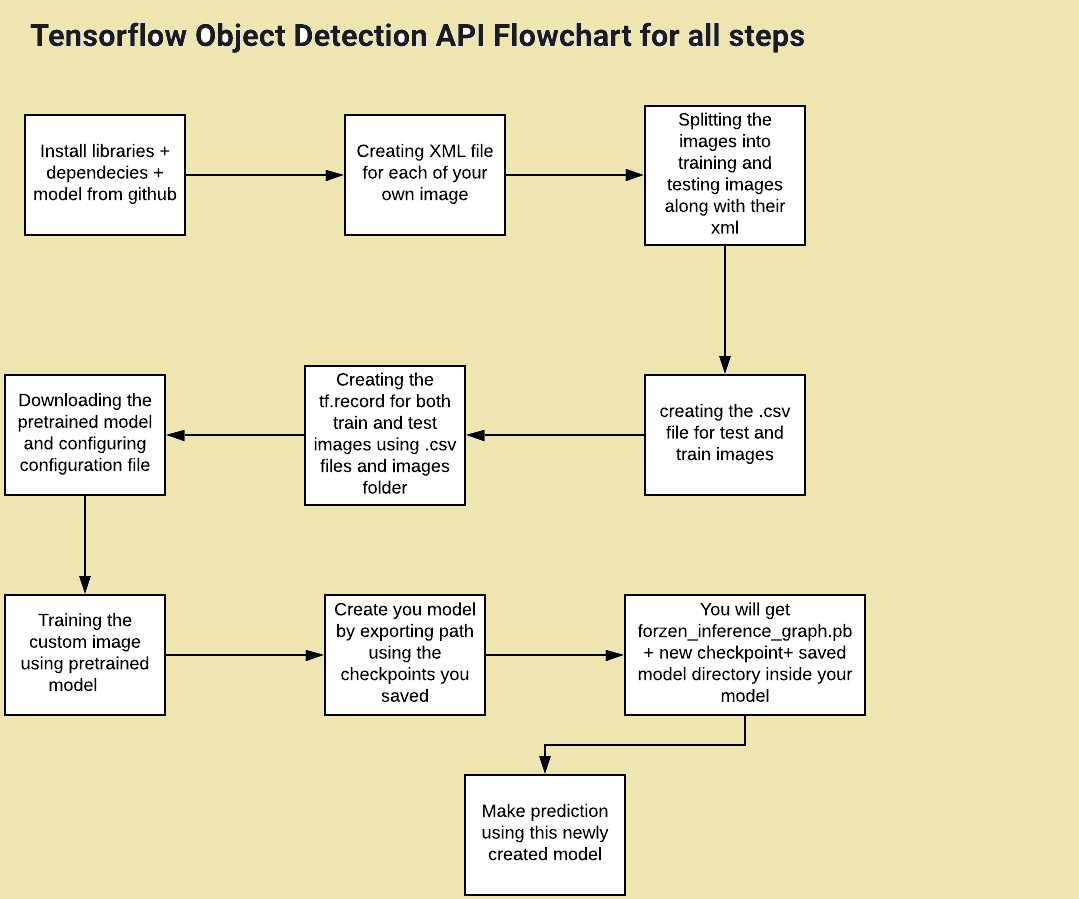 Tensorflow Object Detection API Flowchart for all steps
Install libraries +
dependecies +
model from github
Creating XML file
for each of your
own image
Splitting the
images into
training and
testing images
along with their
xml
creating the .csv
file for test and
train images
Creating the
tf.record for both
train and test
images using .csv
files and images
folder
Downloading the
pretrained model
and configuring
configuration file
Training the
custom image
using pretrained
model
Create you model
by exporting path
using the
checkpoints you
saved
You will get
forzen_inference_graph.pb
+ new checkpoint+ saved
model directory inside your
model
Make prediction
using this newly
created model